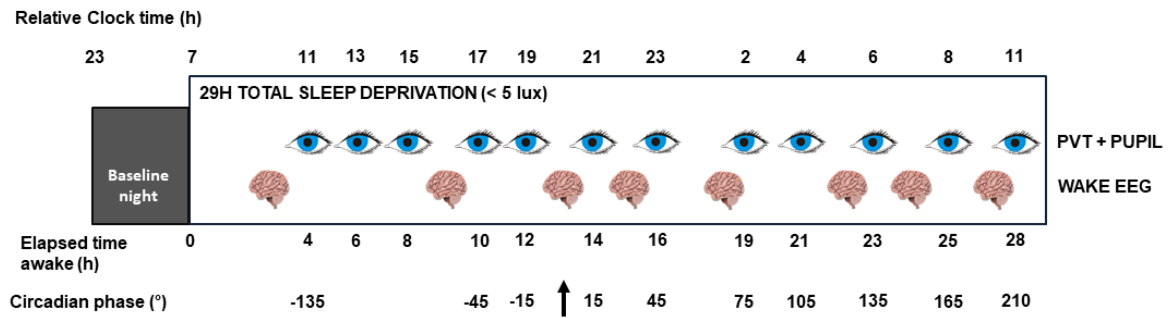 Relative Clock time (h)
23 7 11 13 15 17 19 21 23 2 4 6 8 11
29H TOTAL SLEEP DEPRIVATION (< 5 lux)
PVT + PUPIL
Baseline
night
WAKE EEG
Elapsed time
awake (h)
0 4 6 8 10 12 14 16 19 21 23 25 28
Circadian phase (°) -135 -45 -15 15 45 75 105 135 165 210